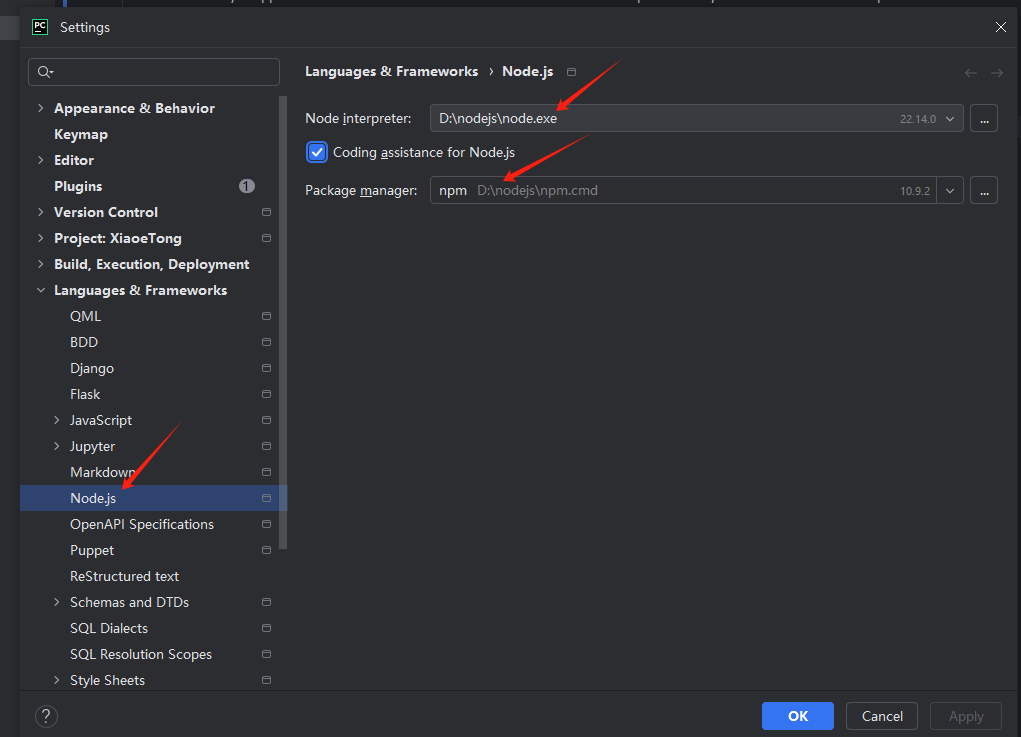 PC Settings
Languages & Frameworks › Node.js
Appearance & Behavior
Keymap
Editor
Plugins 1
Version Control
Project: XiaoeTong
Build, Execution, Deployment
Languages & Frameworks
QML
BDD
Django
Flask
JavaScript
Jupyter
Markdown
Node.js
OpenAPI Specifications
Puppet
ReStructured text
Schemas and DTDs
SQL Dialects
SQL Resolution Scopes
Style Sheets
Node interpreter: D:\nodejs\node.exe 22.14.0 ...
Coding assistance for Node.js
Package manager: npm D:\nodejs\npm.cmd 10.9.2 ...
? OK Cancel Apply